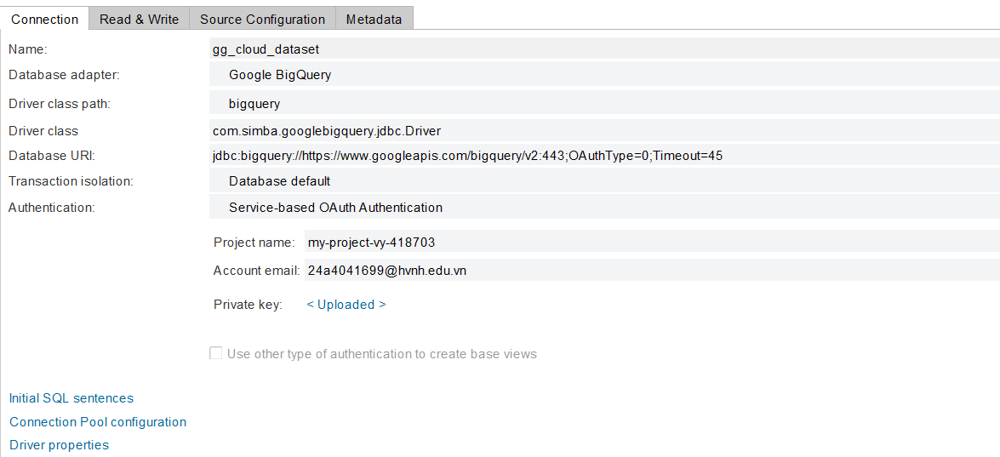 Connection Read & Write Source Configuration Metadata
Name: gg_cloud_dataset
Database adapter: Google BigQuery
Driver class path: bigquery
Driver class com.simba.googlebigquery.jdbc.Driver
Database URI: jdbc:bigquery://https://www.googleapis.com/bigquery/v2:443;OAuthType=0;Timeout=45
Transaction isolation: Database default
Authentication: Service-based OAuth Authentication
Project name: my-project-vy-418703
Account email: 24a4041699@hvnh.edu.vn
Private key: < Uploaded >
Use other type of authentication to create base views
Initial SQL sentences
Connection Pool configuration
Driver properties